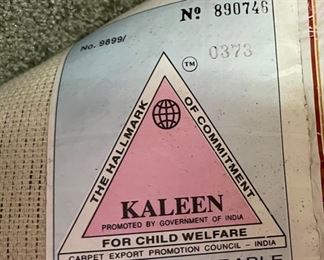 Nº 890746
No. 9899/
0373
TM
THE HALLMARK
OF COMMITMENT
KALEEN
PROMOTED BY GOVERNMENT OF INDIA
FOR CHILD WELFARE
CARPET EXPORT PROMOTION COUNCIL - INDIA